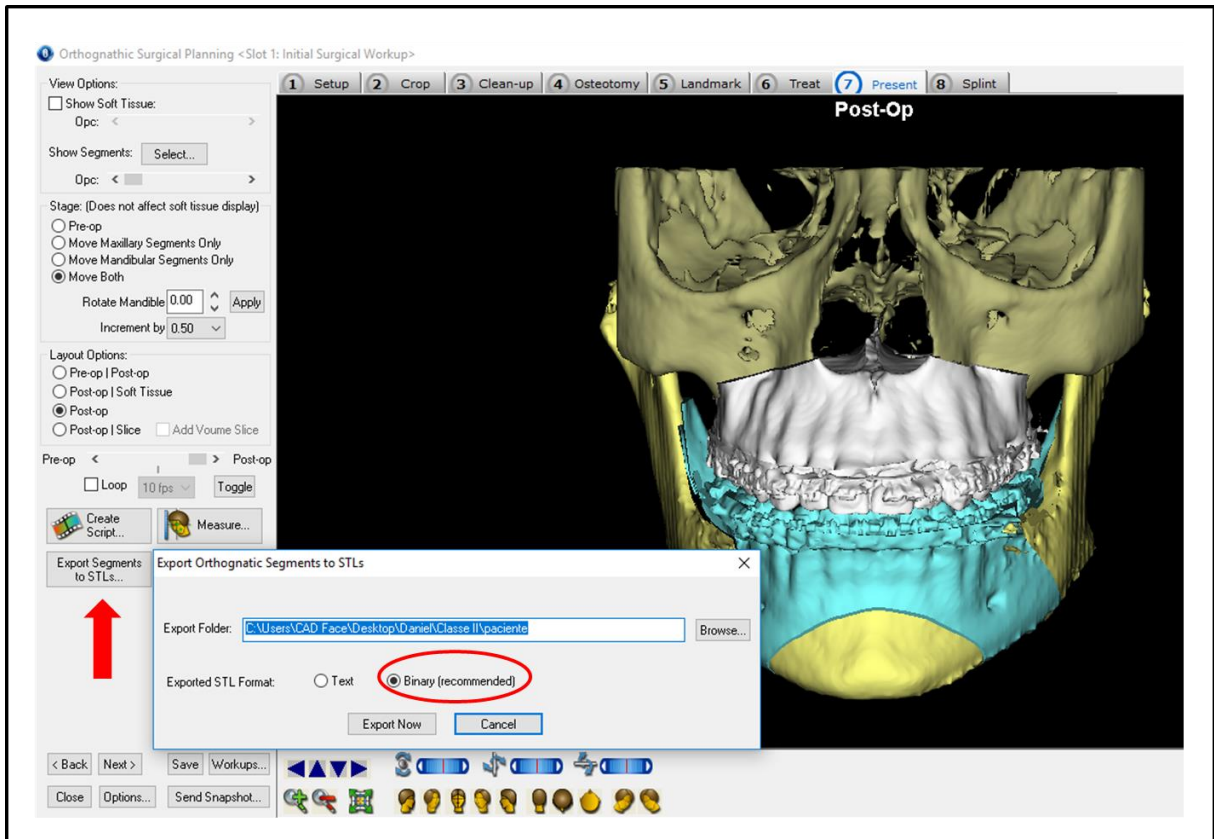 Orthognathic Surgical Planning <Slot 1: Initial Surgical Workup>
View Options:
Show Soft Tissue:
Opc: < >
Show Segments: Select...
Opc: < >
Stage: (Does not affect soft tissue display)
Pre-op
Move Maxillary Segments Only
Move Mandibular Segments Only
Move Both
Rotate Mandible 0.00 Apply
Increment by 0.50
Layout Options:
Pre-op | Post-op
Post-op | Soft Tissue
Post-op
Post-op | Slice Add Voume Slice
Pre-op < > Post-op
Loop 10 fps Toggle
Create Script...
Measure...
Export Segments
to STLs...
1 Setup 2 Crop 3 Clean-up 4 Osteotomy 5 Landmark 6 Treat 7 Present 8 Splint
Post-Op
Export Orthognatic Segments to STLs
Export Folder: C:\Users\CAD Face\Desktop\Daniel\Classe II\paciente Browse...
Exported STL Format: Text Binary (recommended)
Export Now Cancel
< Back Next > Save Workups...
Close Options... Send Snapshot...